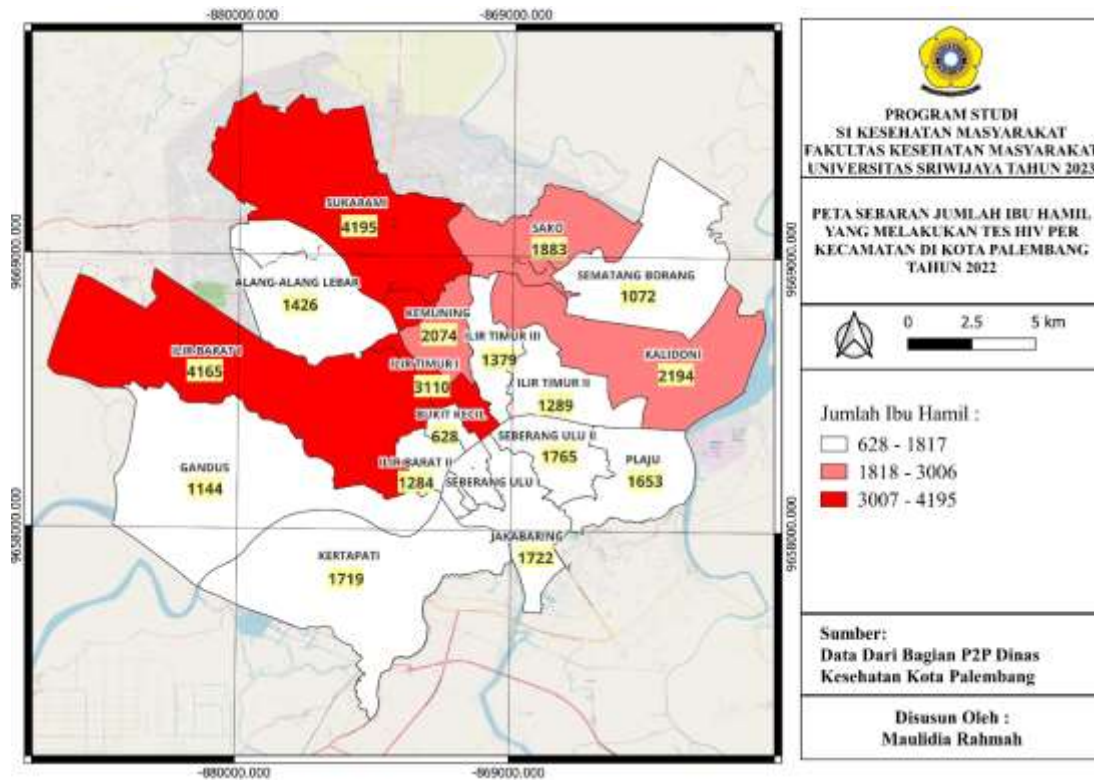 -880000.000
-869000.000
9669000.000
9669000.000
9658000.000
9658000.000
-880000.000
-869000.000
SUKARAMI
4195
SAKO
1883
SEMATANG BORANG
1072
ALANG-ALANG LEBAR
1426
KEMUNING
2074
ILIR TIMUR III
1379
KALIDONI
2194
ILIR BARAT I
4165
ILIR TIMUR I
3110
ILIR TIMUR II
1289
BUKIT KECIL
628
SEBERANG ULU II
1765
PLAJU
1653
GANDUS
1144
ILIR BARAT II
1284
SEBERANG ULU I
JAKABARING
1722
KERTAPATI
1719
PROGRAM STUDI
S1 KESEHATAN MASYARAKAT
FAKULTAS KESEHATAN MASYARAKAT
UNIVERSITAS SRIWIJAYA TAHUN 2023
PETA SEBARAN JUMLAH IBU HAMIL
YANG MELAKUKAN TES HIV PER
KECAMATAN DI KOTA PALEMBANG
TAHUN 2022
0 2.5 5 km
Jumlah Ibu Hamil :
628 - 1817
1818 - 3006
3007 - 4195
Sumber:
Data Dari Bagian P2P Dinas
Kesehatan Kota Palembang
Disusun Oleh :
Maulidia Rahmah